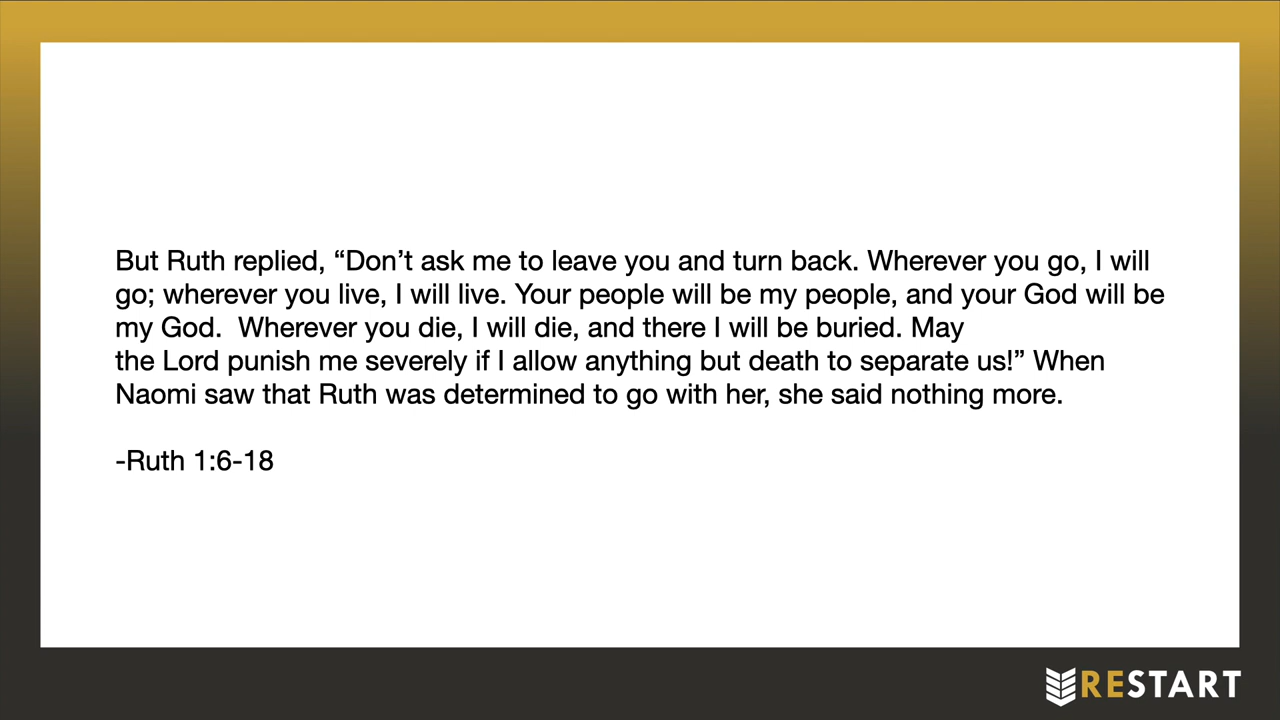 But Ruth replied, “Don’t ask me to leave you and turn back. Wherever you go, I will
go; wherever you live, I will live. Your people will be my people, and your God will be
my God.  Wherever you die, I will die, and there I will be buried. May
the Lord punish me severely if I allow anything but death to separate us!” When
Naomi saw that Ruth was determined to go with her, she said nothing more.
-Ruth 1:6-18
RESTART